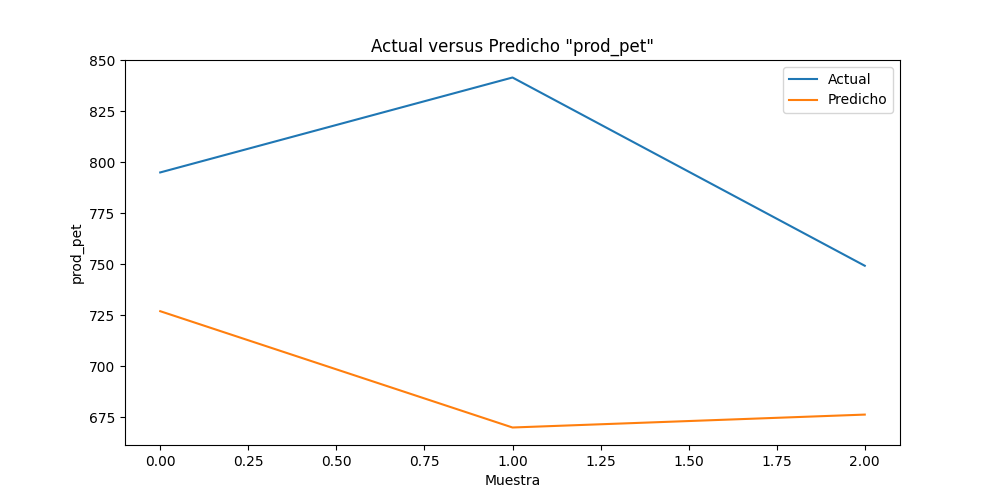 Actual versus Predicho "prod_pet"
850
825
800
775
750
725
700
675
prod_pet
Actual
Predicho
0.00 0.25 0.50 0.75 1.00 1.25 1.50 1.75 2.00
Muestra